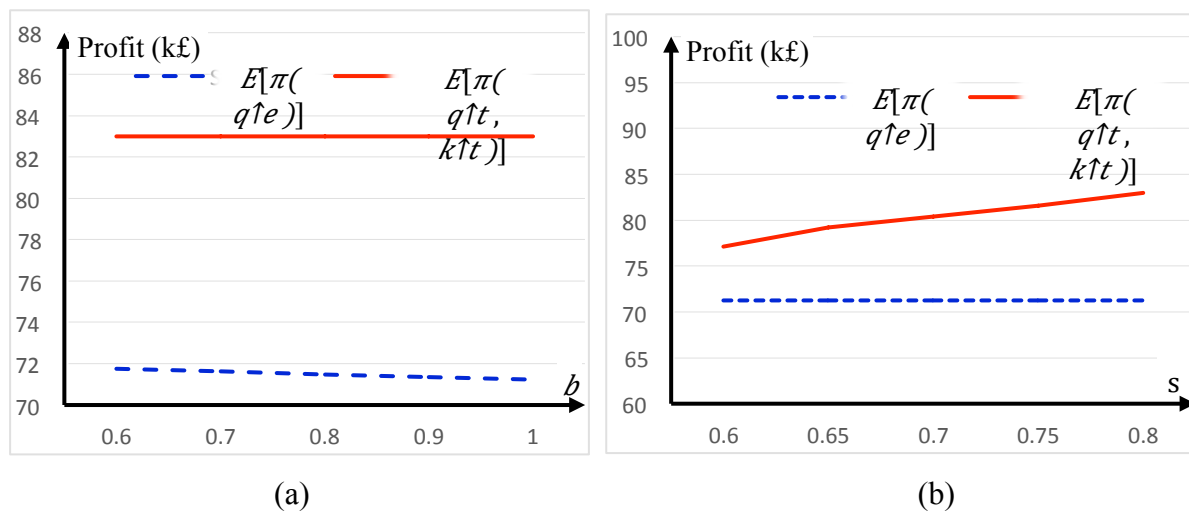 88
86
84
82
80
78
76
74
72
70
Profit (k£)
E[π(
q↑e )]
E[π(
q↑t ,
k↑t )]
b
0.6 0.7 0.8 0.9 1
(a)
100
95
90
85
80
75
70
65
60
Profit (k£)
E[π(
q↑e )]
E[π(
q↑t ,
k↑t )]
s
0.6 0.65 0.7 0.75 0.8
(b)